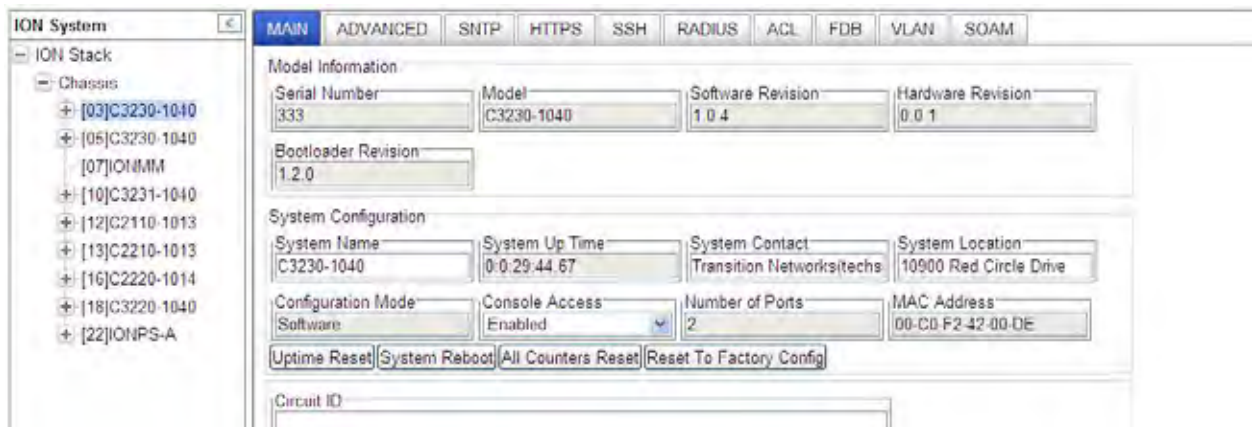 ION System
<
ION Stack
Chassis
[03]C3230-1040
[05]C3230-1040
[07]IONMM
[10]C3231-1040
[12]C2110-1013
[13]C2210-1013
[16]C2220-1014
[18]C3220-1040
[22]IONPS-A
MAIN ADVANCED SNTP HTTPS SSH RADIUS ACL FDB VLAN SOAM
Model Information
Serial Number Model Software Revision Hardware Revision
333 C3230-1040 1.0.4 0.0.1
Bootloader Revision
1.2.0
System Configuration
System Name System Up Time System Contact System Location
C3230-1040 0:0:29:44.67 Transition Networks(techs 10900 Red Circle Drive
Configuration Mode Console Access Number of Ports MAC Address
Software Enabled 2 00-C0-F2-42-00-DE
Uptime Reset System Reboot All Counters Reset Reset To Factory Config
Circuit ID